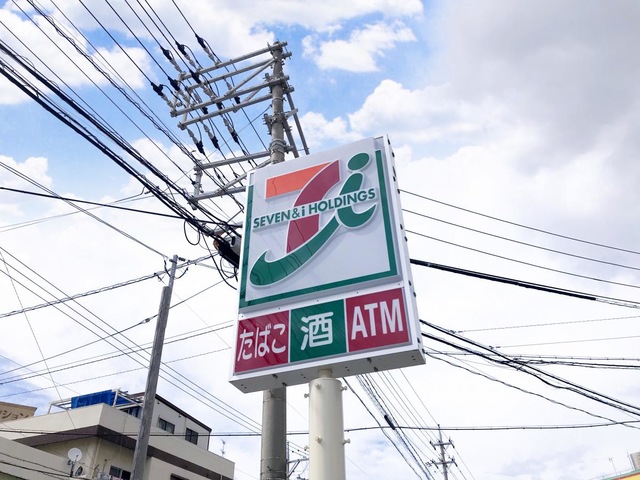 SEVEN&i HOLDINGS
たばこ 酒 ATM